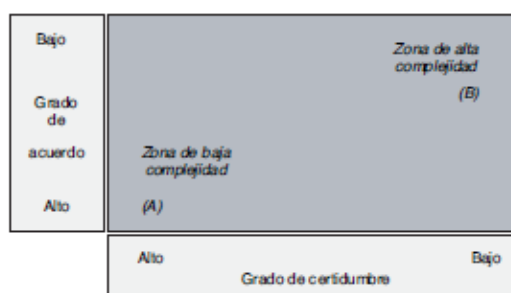 Bajo
Grado
de
acuerdo
Alto
Zona de alta
complejidad
(B)
Zona de baja
complejidad
(A)
Alto
Bajo
Grado de certidumbre